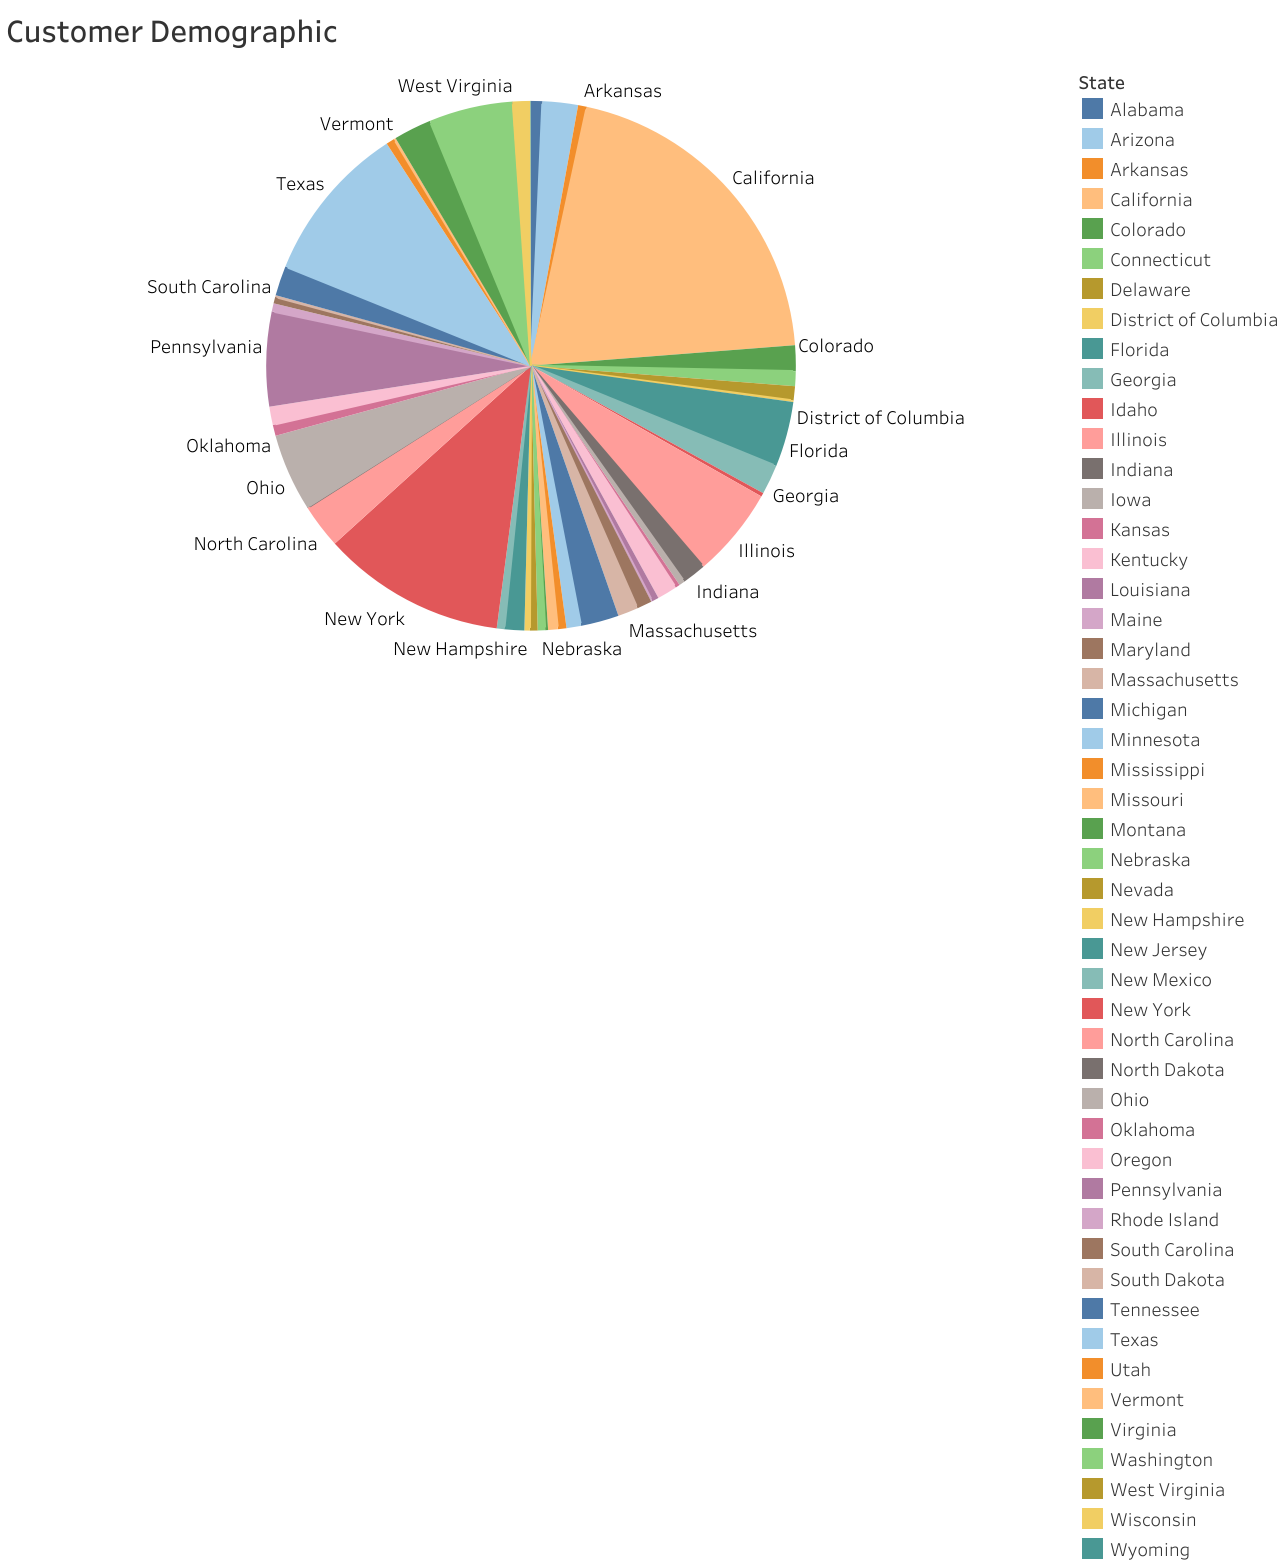 Customer Demographic
West Virginia
Arkansas
Vermont
California
Texas
South Carolina
Pennsylvania
Colorado
District of Columbia
Oklahoma
Florida
Ohio
Georgia
North Carolina
Illinois
Indiana
New York
Massachusetts
New Hampshire
Nebraska
State
Alabama
Arizona
Arkansas
California
Colorado
Connecticut
Delaware
District of Columbia
Florida
Georgia
Idaho
Illinois
Indiana
Iowa
Kansas
Kentucky
Louisiana
Maine
Maryland
Massachusetts
Michigan
Minnesota
Mississippi
Missouri
Montana
Nebraska
Nevada
New Hampshire
New Jersey
New Mexico
New York
North Carolina
North Dakota
Ohio
Oklahoma
Oregon
Pennsylvania
Rhode Island
South Carolina
South Dakota
Tennessee
Texas
Utah
Vermont
Virginia
Washington
West Virginia
Wisconsin
Wyoming